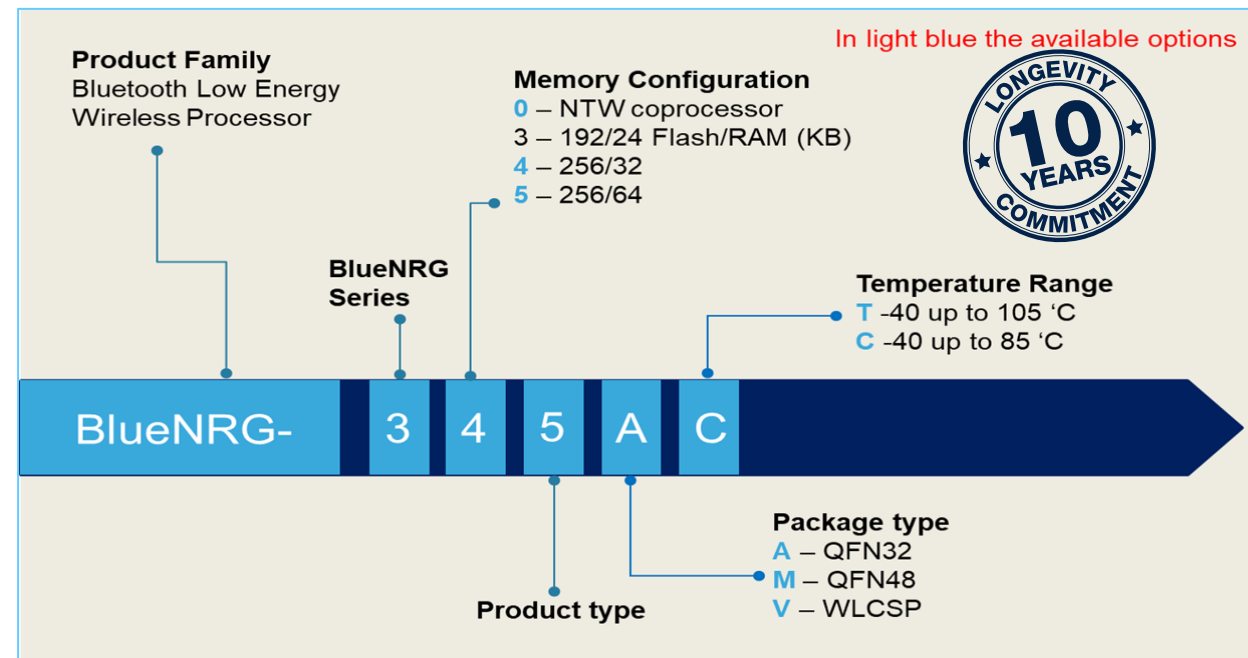 In light blue the available options
Product Family
Bluetooth Low Energy
Wireless Processor
Memory Configuration
0 – NTW coprocessor
3 – 192/24 Flash/RAM (KB)
4 – 256/32
5 – 256/64
LONGEVITY
10
YEARS
COMMITMENT
BlueNRG
Series
Temperature Range
T -40 up to 105 ‘C
C -40 up to 85 ‘C
BlueNRG- 3 4 5 A C
Product type
Package type
A – QFN32
M – QFN48
V – WLCSP